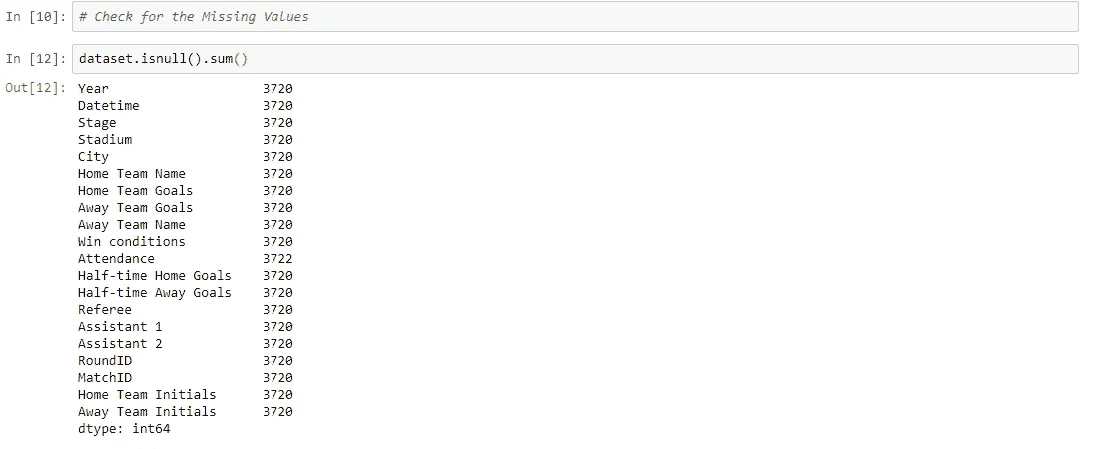 In [10]: # Check for the Missing Values
In [12]: dataset.isnull().sum()
Out[12]: Year 3720
Datetime 3720
Stage 3720
Stadium 3720
City 3720
Home Team Name 3720
Home Team Goals 3720
Away Team Goals 3720
Away Team Name 3720
Win conditions 3720
Attendance 3722
Half-time Home Goals 3720
Half-time Away Goals 3720
Referee 3720
Assistant 1 3720
Assistant 2 3720
RoundID 3720
MatchID 3720
Home Team Initials 3720
Away Team Initials 3720
dtype: int64